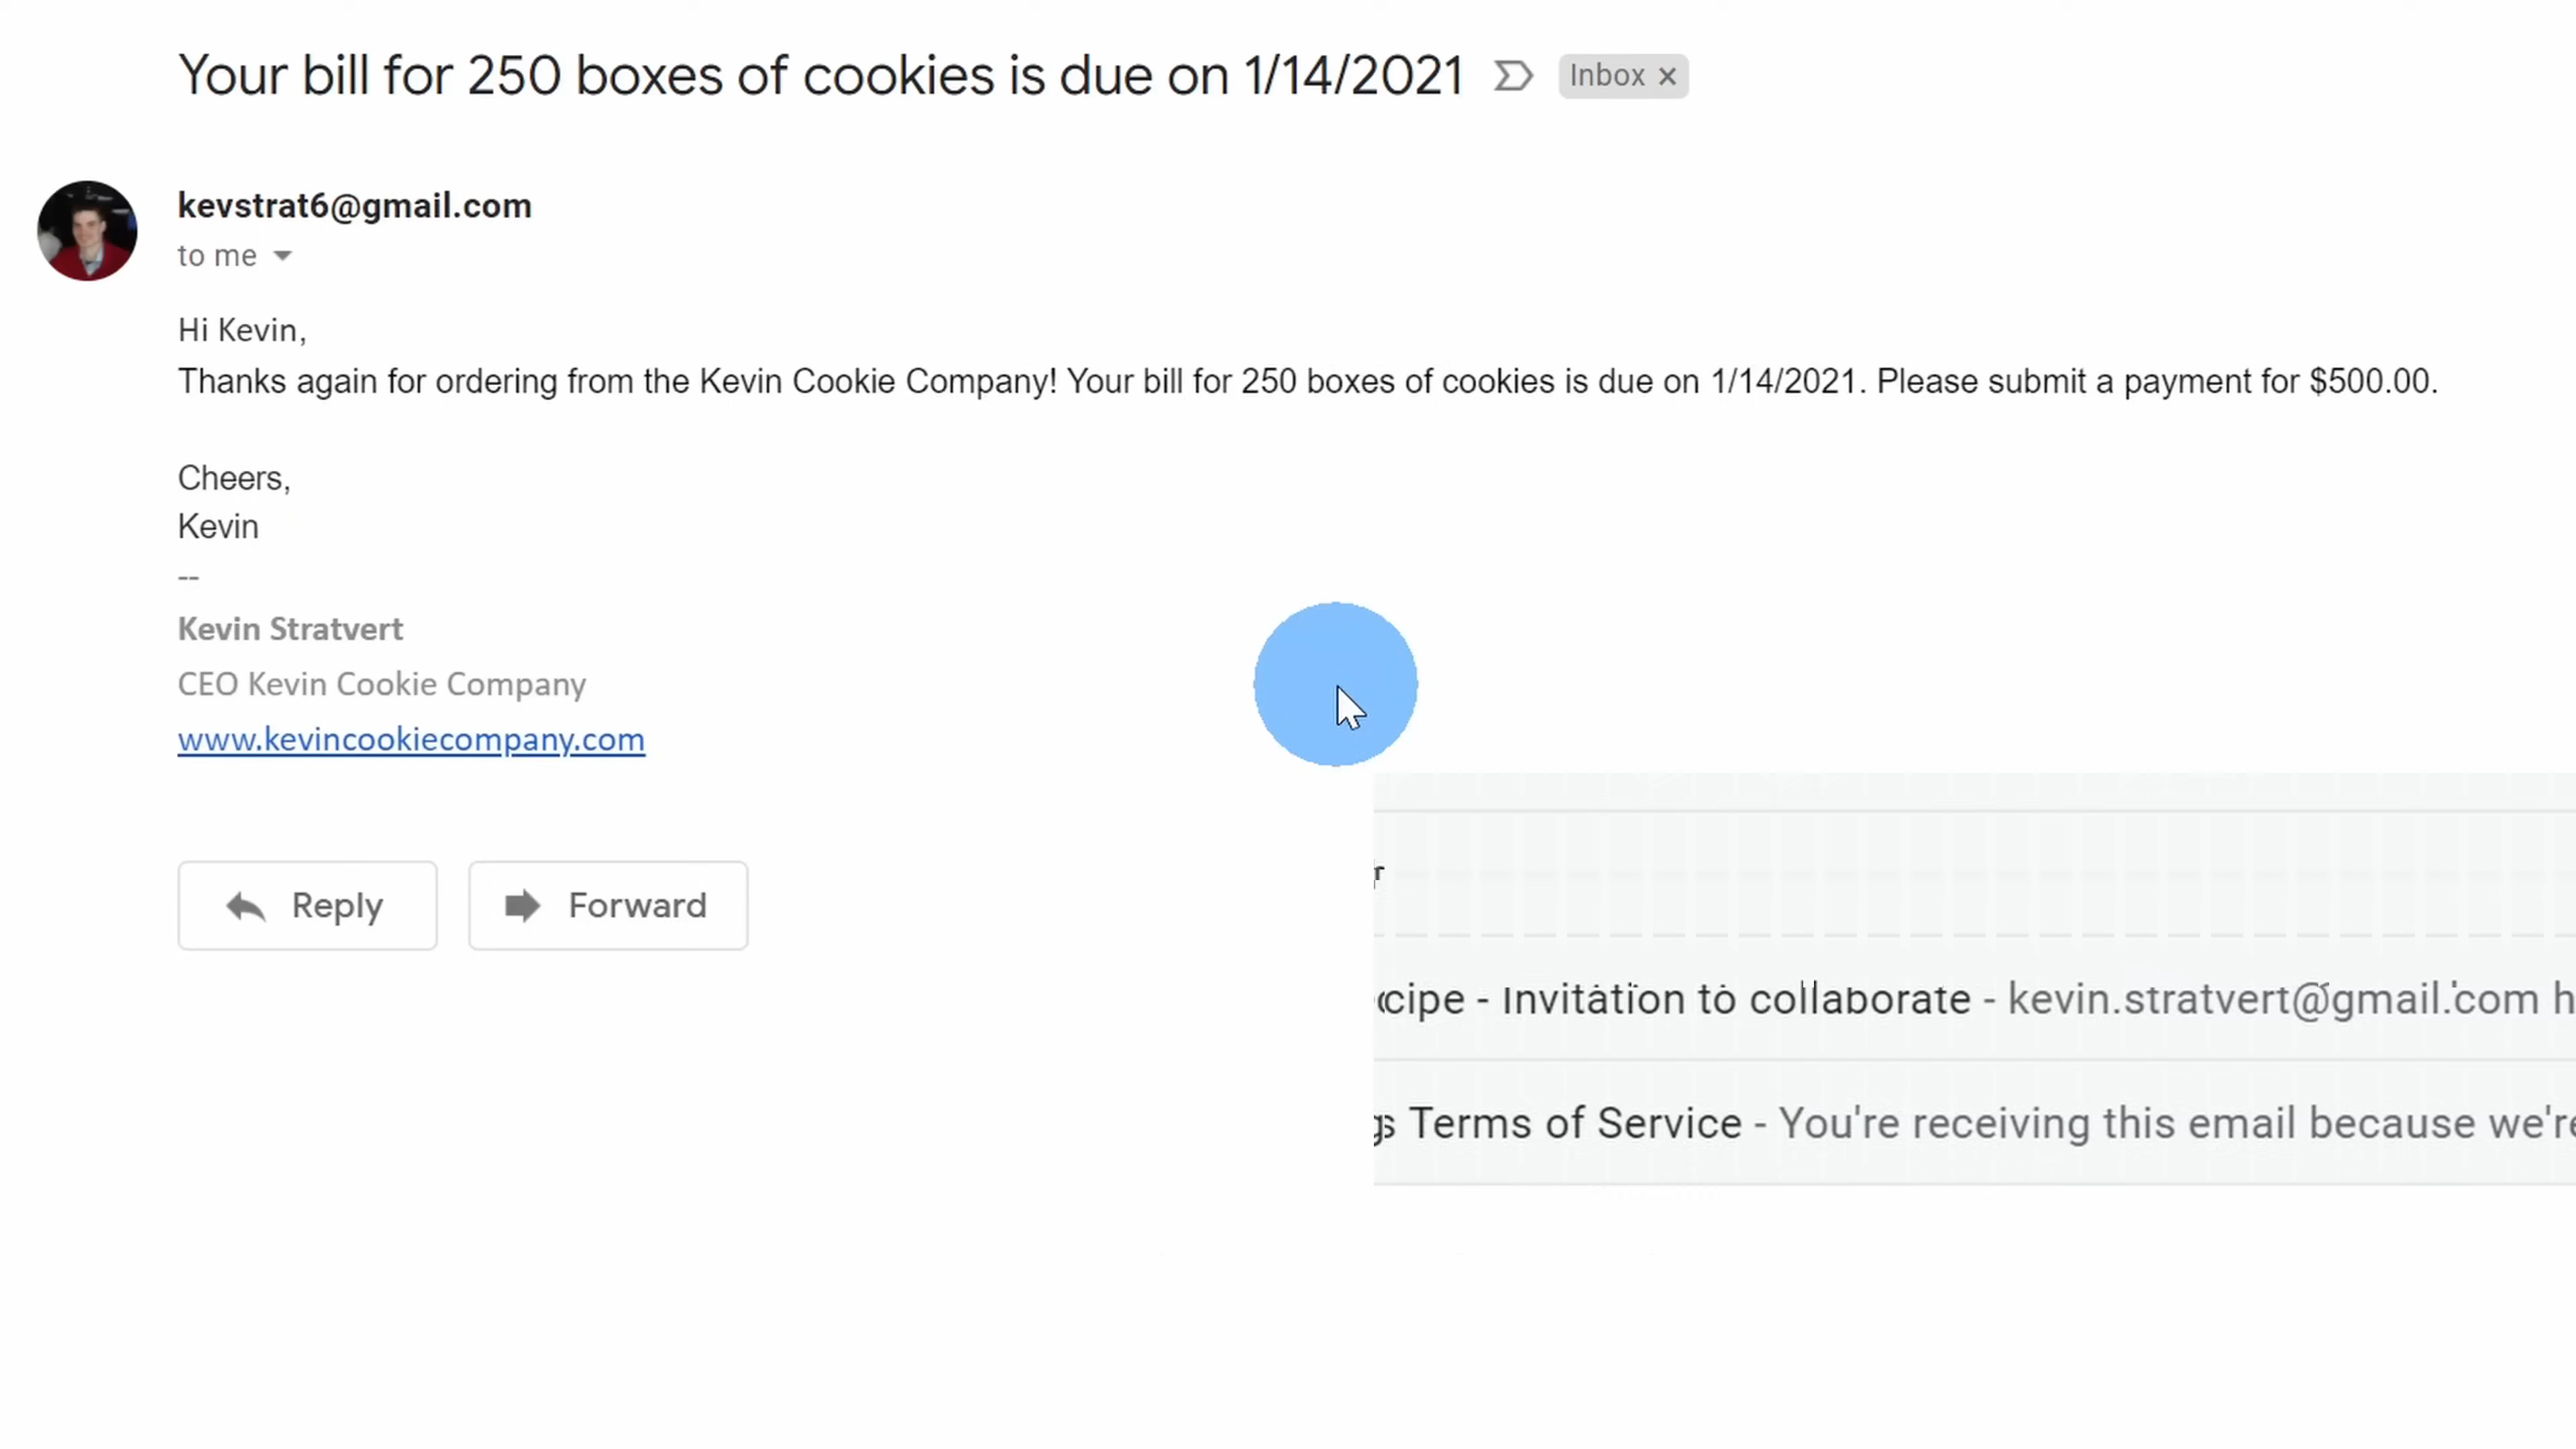 Your bill for 250 boxes of cookies is due on 1/14/2021 Inbox ×
kevstrat6@gmail.com
to me
Hi Kevin,
Thanks again for ordering from the Kevin Cookie Company! Your bill for 250 boxes of cookies is due on 1/14/2021. Please submit a payment for $500.00.
Cheers,
Kevin
--
Kevin Stratvert
CEO Kevin Cookie Company
www.kevincookiecompany.com
Reply Forward
cipe - Invitation to collaborate - kevin.stratvert@gmail.com h
gs Terms of Service - You're receiving this email because we're